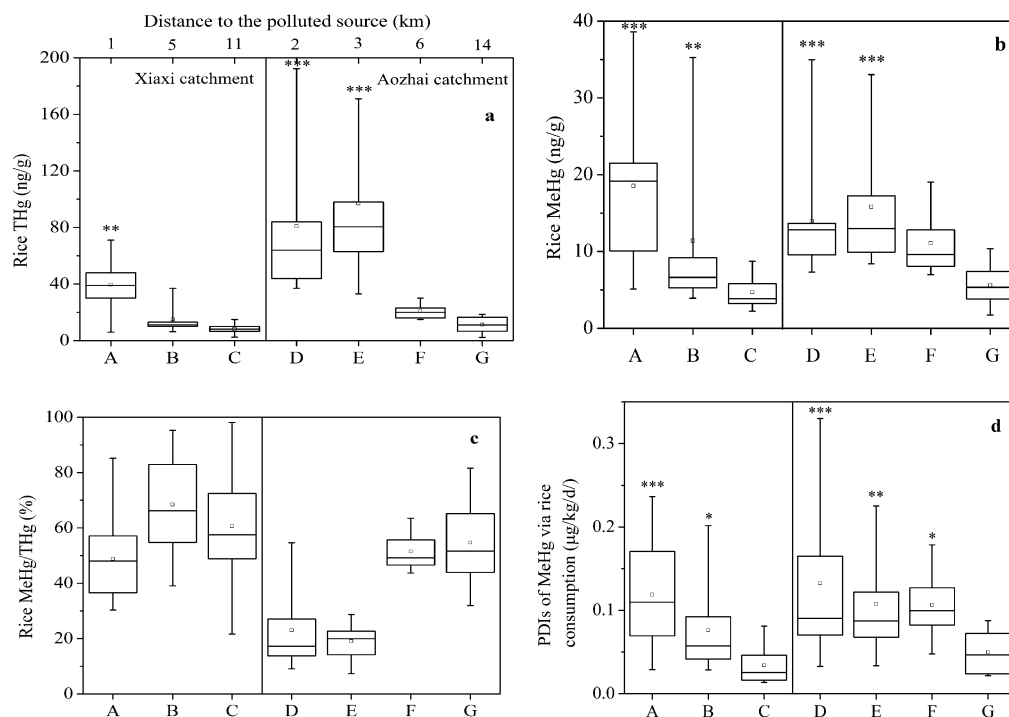 Distance to the polluted source (km)
1 5 11 2 3 6 14
Xiaxi catchment
Aozhai catchment
a
Rice THg (ng/g)
200
160
120
80
40
0
**
***
***
A B C D E F G
b
Rice MeHg (ng/g)
40
30
20
10
0
***
**
***
***
A B C D E F G
c
Rice MeHg/THg (%)
100
80
60
40
20
0
A B C D E F G
d
PDIs of MeHg via rice
consumption (μg/kg/d/)
0.3
0.2
0.1
0.0
***
*
***
**
*
A B C D E F G